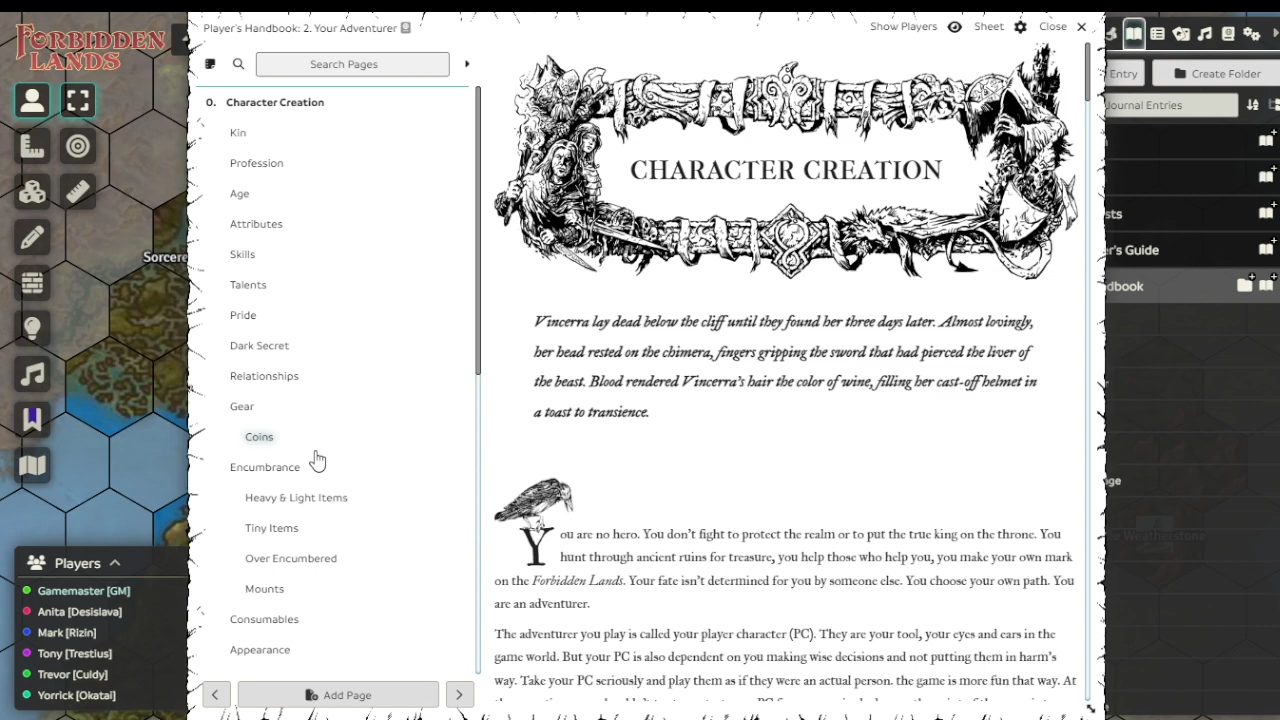 FORBIDDEN
LANDS
Player's Handbook: 2. Your Adventurer
Show Players
Sheet
Close
Search Pages
0. Character Creation
Kin
Profession
Age
Attributes
Skills
Talents
Pride
Dark Secret
Relationships
Gear
Coins
Encumbrance
Heavy & Light Items
Tiny Items
Over Encumbered
Mounts
Consumables
Appearance
Add Page
CHARACTER CREATION
Vincerra lay dead below the cliff until they found her three days later. Almost lovingly,
her head rested on the chimera, fingers gripping the sword that had pierced the liver of
the beast. Blood rendered Vincerra's hair the color of wine, filling her cast-off helmet in
a toast to transience.
You are no hero. You don't fight to protect the realm or to put the true king on the throne. You
hunt through ancient ruins for treasure, you help those who help you, you make your own mark
on the Forbidden Lands. Your fate isn't determined for you by someone else. You choose your own path. You
are an adventurer.
The adventurer you play is called your player character (PC). They are your tool, your eyes and ears in the
game world. But your PC is also dependent on you making wise decisions and not putting them in harm's
way. Take your PC seriously and play them as if they were an actual person. the game is more fun that way. At
Sorcere
Players
Gamemaster [GM]
Anita [Desislava]
Mark [Rizin]
Tony [Trestius]
Trevor [Culdy]
Yorrick [Okatai]
Entry
Create Folder
Journal Entries
sts
er's Guide
ndbook
ge
Weatherstone